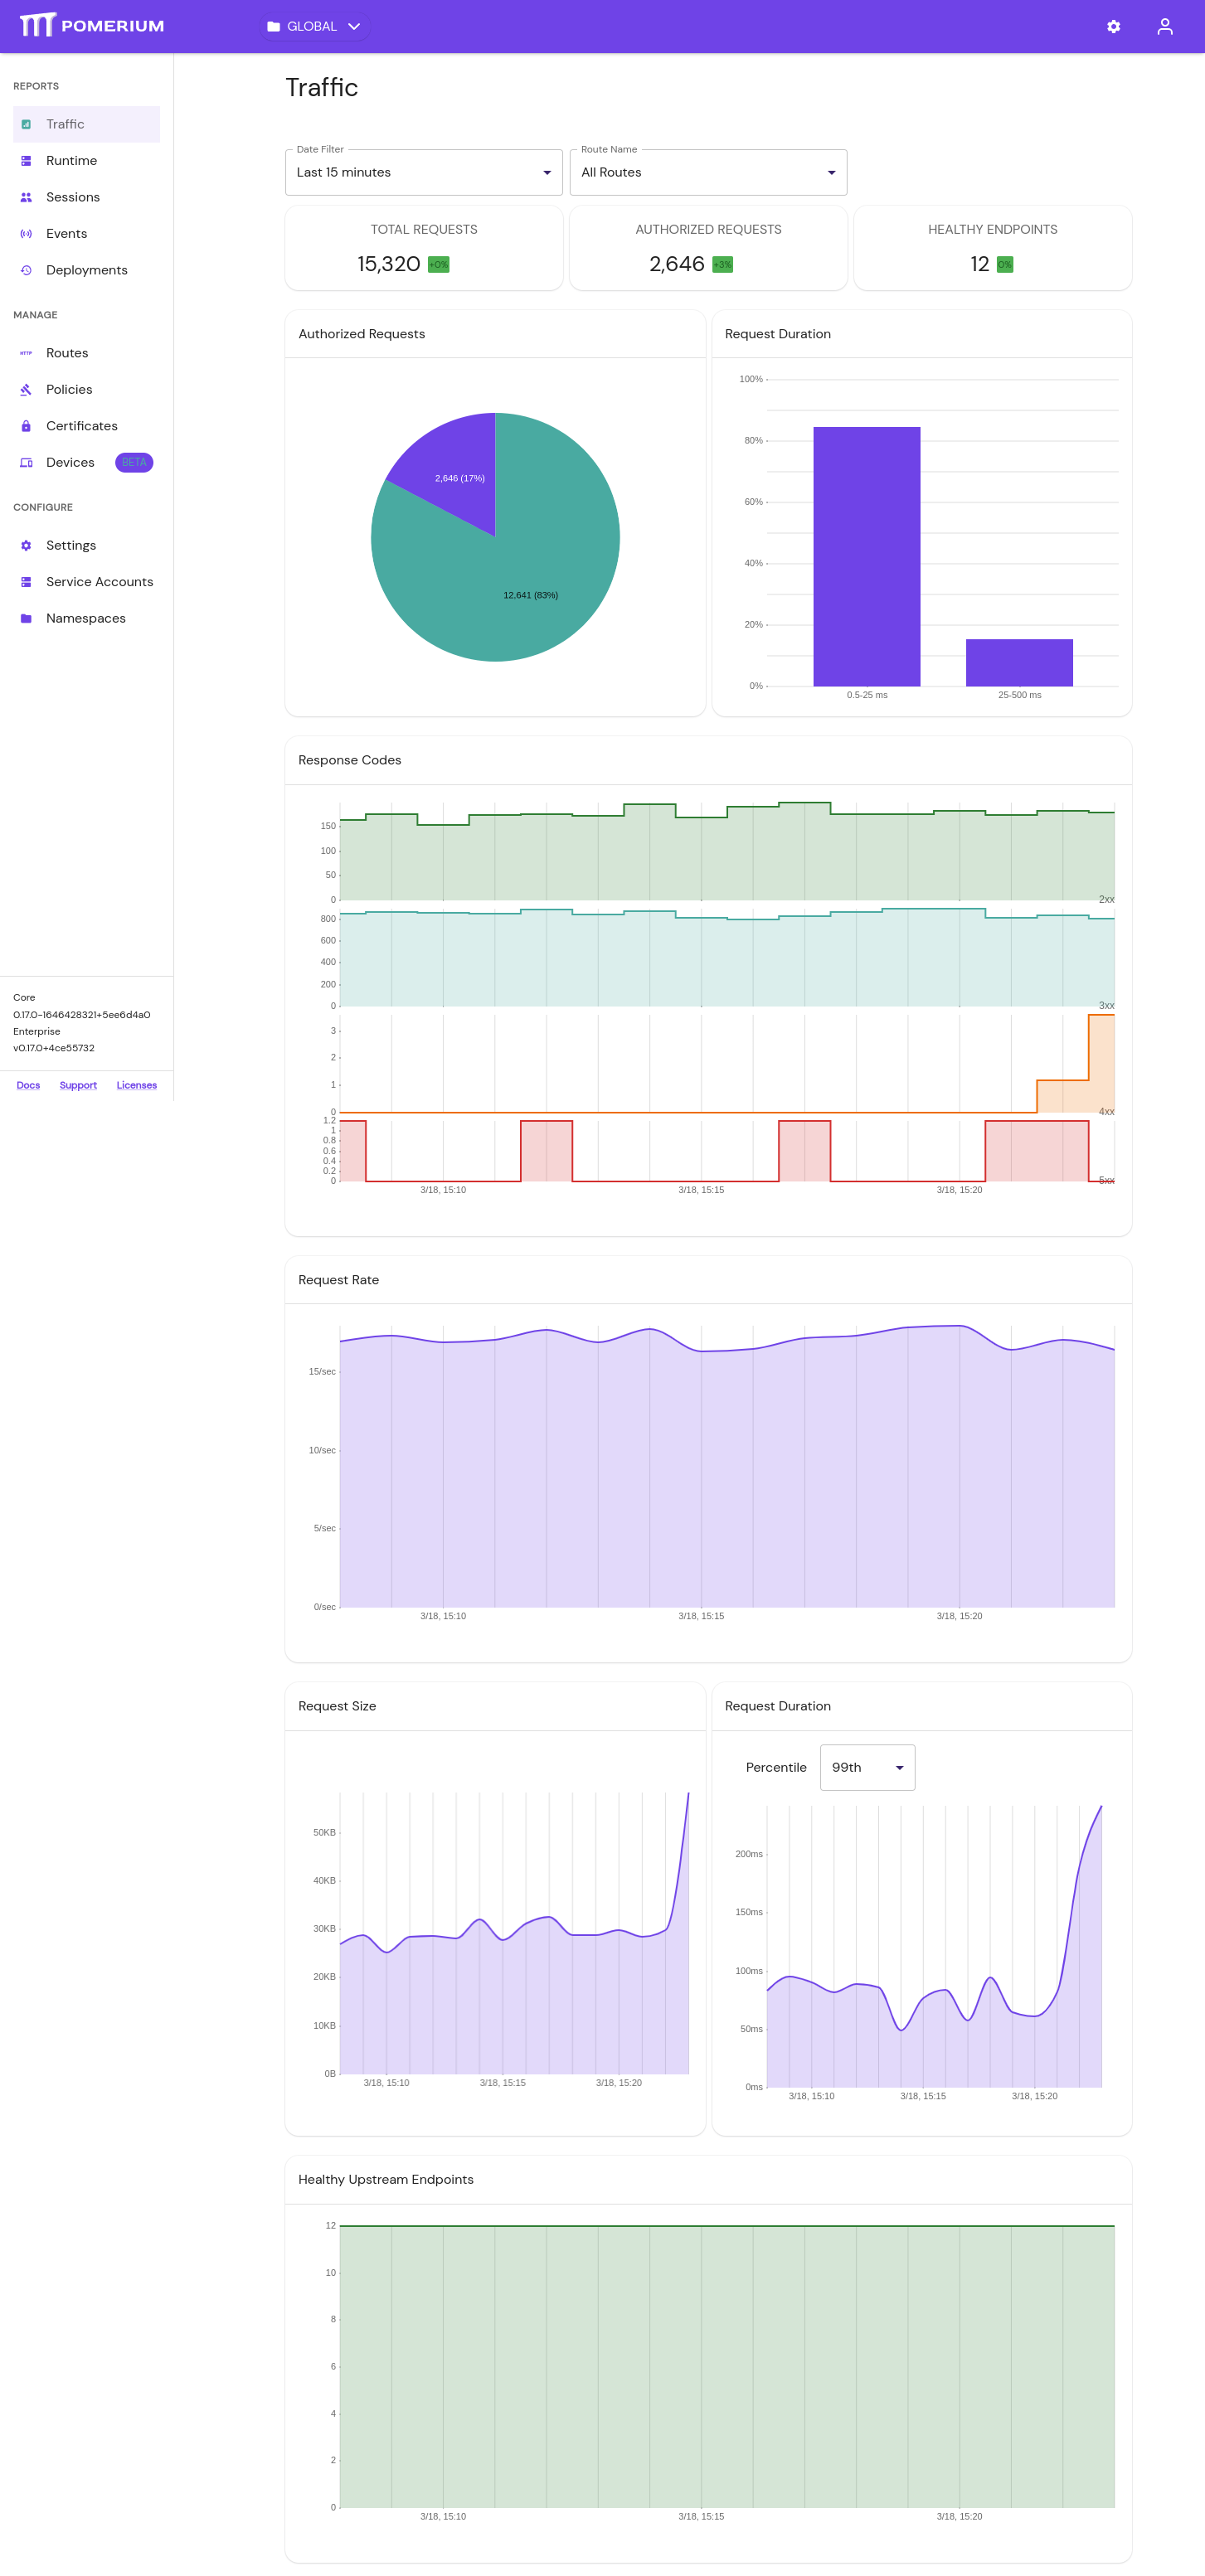 POMERIUM
GLOBAL
REPORTS
Traffic
Runtime
Sessions
Events
Deployments
MANAGE
HTTP Routes
Policies
Certificates
Devices BETA
CONFIGURE
Settings
Service Accounts
Namespaces
Core
0.17.0-1646428321+5ee6d4a0
Enterprise
v0.17.0+4ce55732
Docs Support Licenses
Traffic
Date Filter
Last 15 minutes
Route Name
All Routes
TOTAL REQUESTS
15,320 +0%
AUTHORIZED REQUESTS
2,646 +3%
HEALTHY ENDPOINTS
12 0%
Authorized Requests
2,646 (17%)
12,641 (83%)
Request Duration
100%
80%
60%
40%
20%
0%
0.5-25 ms 25-500 ms
Response Codes
150
100
50
0
2xx
800
600
400
200
0
3xx
3
2
1
0
4xx
1.2
1
0.8
0.6
0.4
0.2
0
5xx
3/18, 15:10 3/18, 15:15 3/18, 15:20
Request Rate
15/sec
10/sec
5/sec
0/sec
3/18, 15:10 3/18, 15:15 3/18, 15:20
Request Size
50KB
40KB
30KB
20KB
10KB
0B
3/18, 15:10 3/18, 15:15 3/18, 15:20
Request Duration
Percentile 99th
200ms
150ms
100ms
50ms
0ms
3/18, 15:10 3/18, 15:15 3/18, 15:20
Healthy Upstream Endpoints
12
10
8
6
4
2
0
3/18, 15:10 3/18, 15:15 3/18, 15:20